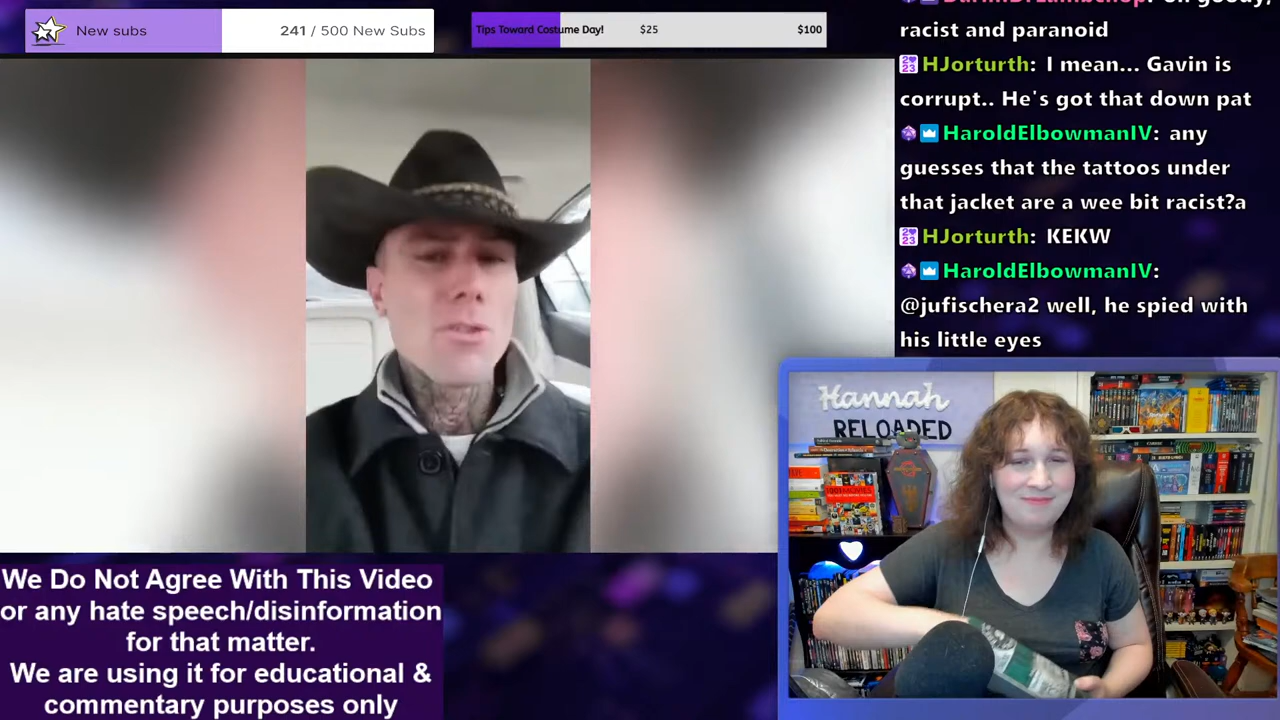 New subs
241 / 500 New Subs
Tips Toward Costume Day!
$25
$100
racist and paranoid
HJorturth: I mean... Gavin is
corrupt.. He's got that down pat
HaroldElbowmanIV: any
guesses that the tattoos under
that jacket are a wee bit racist?a
HJorturth: KEKW
HaroldElbowmanIV:
@jufischera2 well, he spied with
his little eyes
Hannah
RELOADED
We Do Not Agree With This Video
or any hate speech/disinformation
for that matter.
We are using it for educational &
commentary purposes only